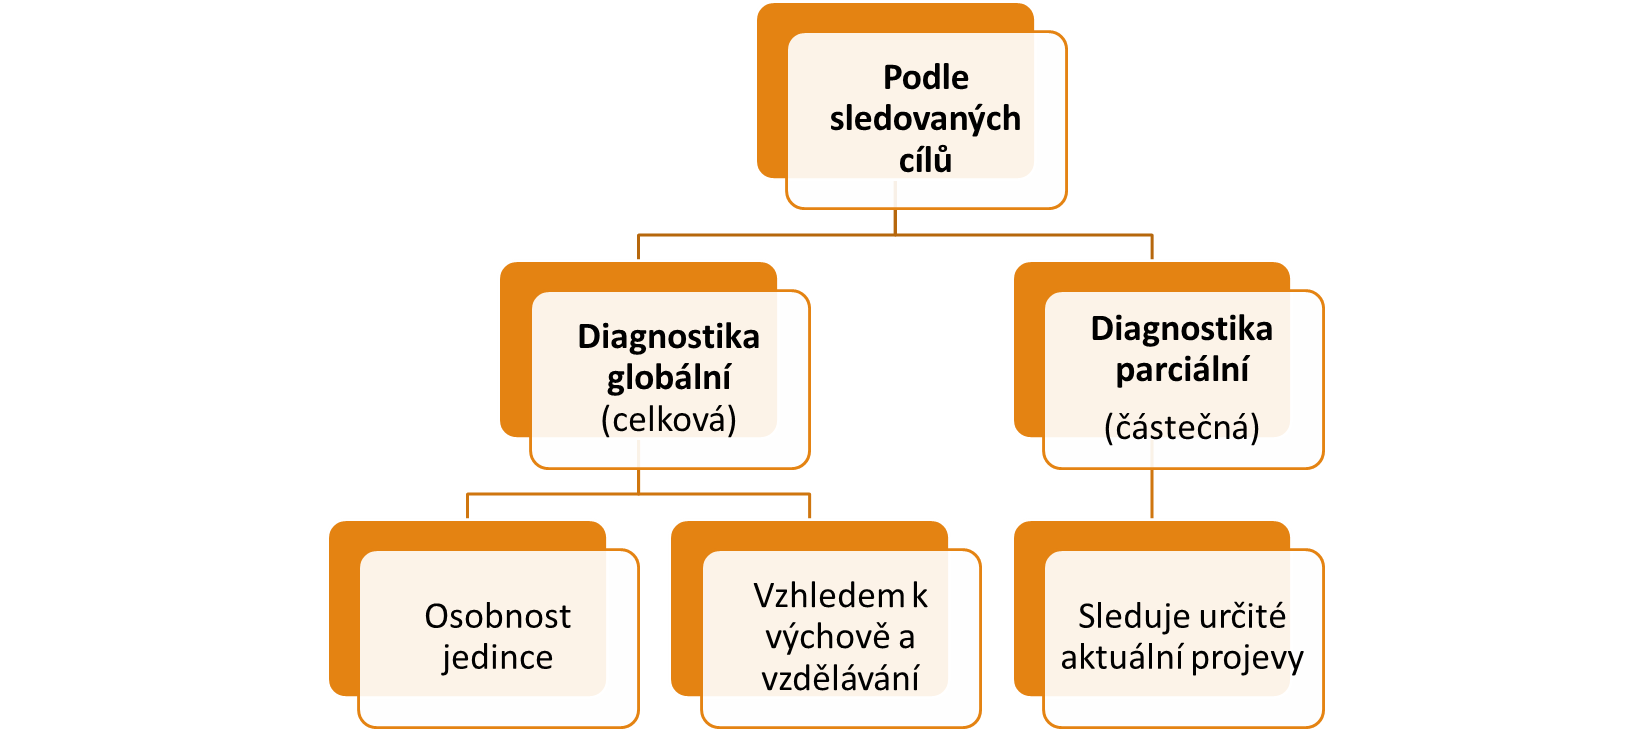 Podle
sledovaných
cílů
Diagnostika
globální
(celková)
Diagnostika
parciální
(částečná)
Osobnost
jedince
Vzhledem k
výchově a
vzdělávání
Sleduje určité
aktuální projevy